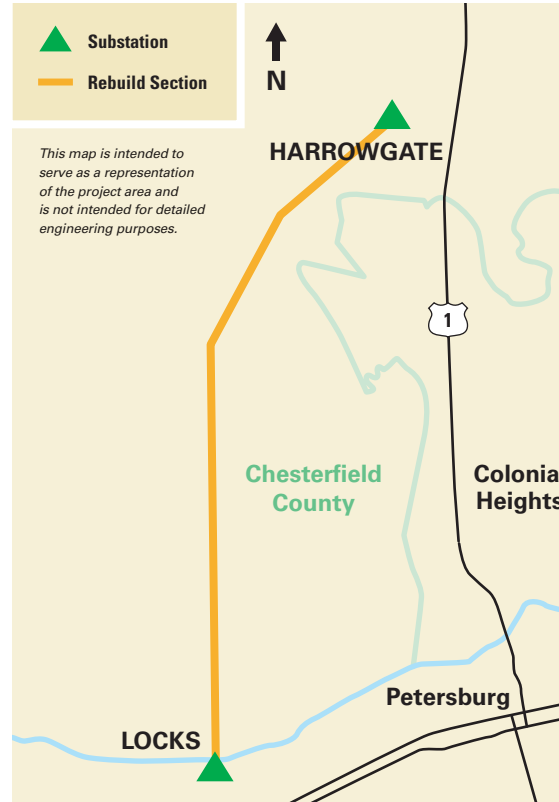 Substation
Rebuild Section
N
This map is intended to
serve as a representation
of the project area and
is not intended for detailed
engineering purposes.
HARROWGATE
1
Chesterfield
County
Colonia
Heights
Petersburg
LOCKS